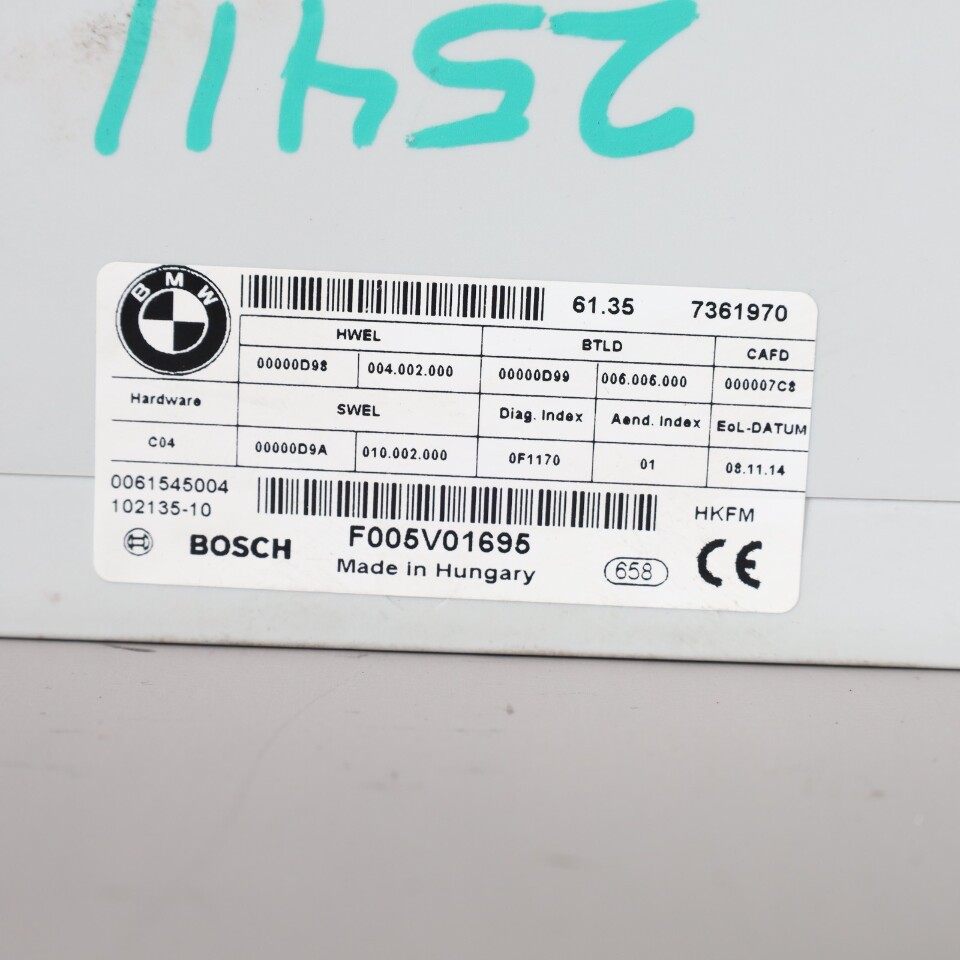 25411
BMW
61.35 7361970
HWEL BTLD CAFD
00000D98 004.002.000 00000D99 006.006.000 000007C8
Hardware SWEL Diag. Index Aend. Index EoL-DATUM
C04 00000D9A 010.002.000 0F1170 01 08.11.14
0061545004
102135-10 HKFM
BOSCH F005V01695
Made in Hungary 658 CE